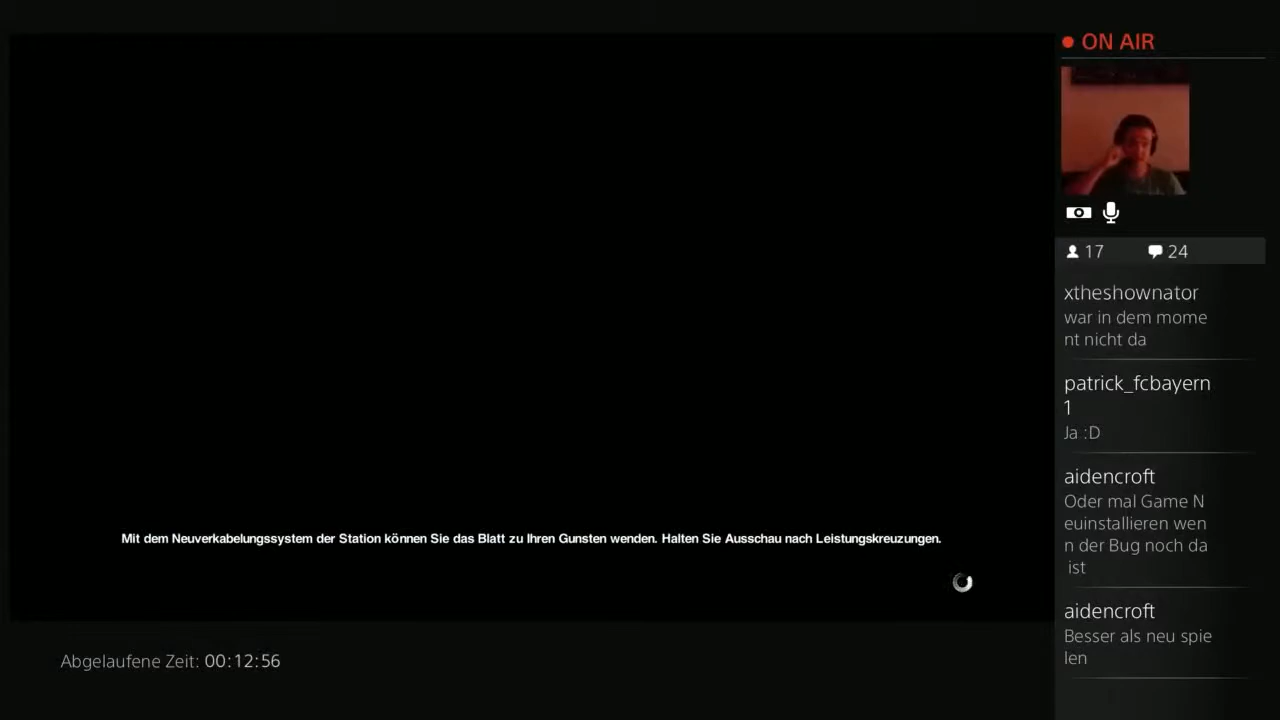 ON AIR
17 24
xtheshownator
war in dem mome
nt nicht da
patrick_fcbayern
1
Ja :D
aidencroft
Oder mal Game N
euinstallieren wen
n der Bug noch da
ist
aidencroft
Besser als neu spie
len
Mit dem Neuverkabelungssystem der Station können Sie das Blatt zu Ihren Gunsten wenden. Halten Sie Ausschau nach Leistungskreuzungen.
Abgelaufene Zeit: 00:12:56